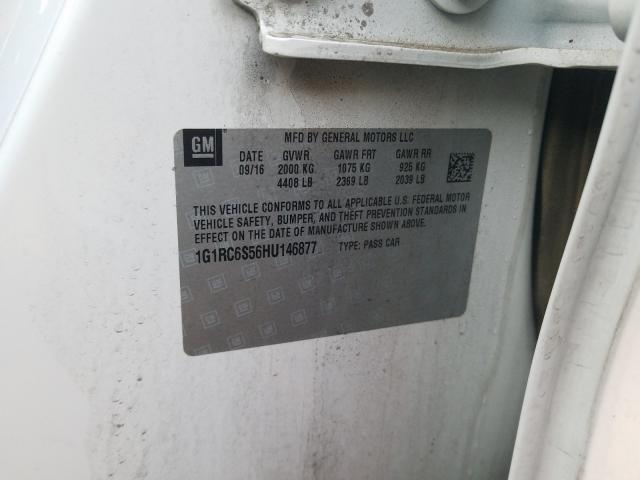 GM
MFD BY GENERAL MOTORS LLC
DATE GVWR GAWR FRT GAWR RR
09/16 2000 KG 1075 KG 925 KG
4408 LB 2369 LB 2039 LB
THIS VEHICLE CONFORMS TO ALL APPLICABLE U.S. FEDERAL MOTOR
VEHICLE SAFETY, BUMPER, AND THEFT PREVENTION STANDARDS IN
EFFECT ON THE DATE OF MANUFACTURE SHOWN ABOVE.
1G1RC6S56HU146877 TYPE: PASS CAR